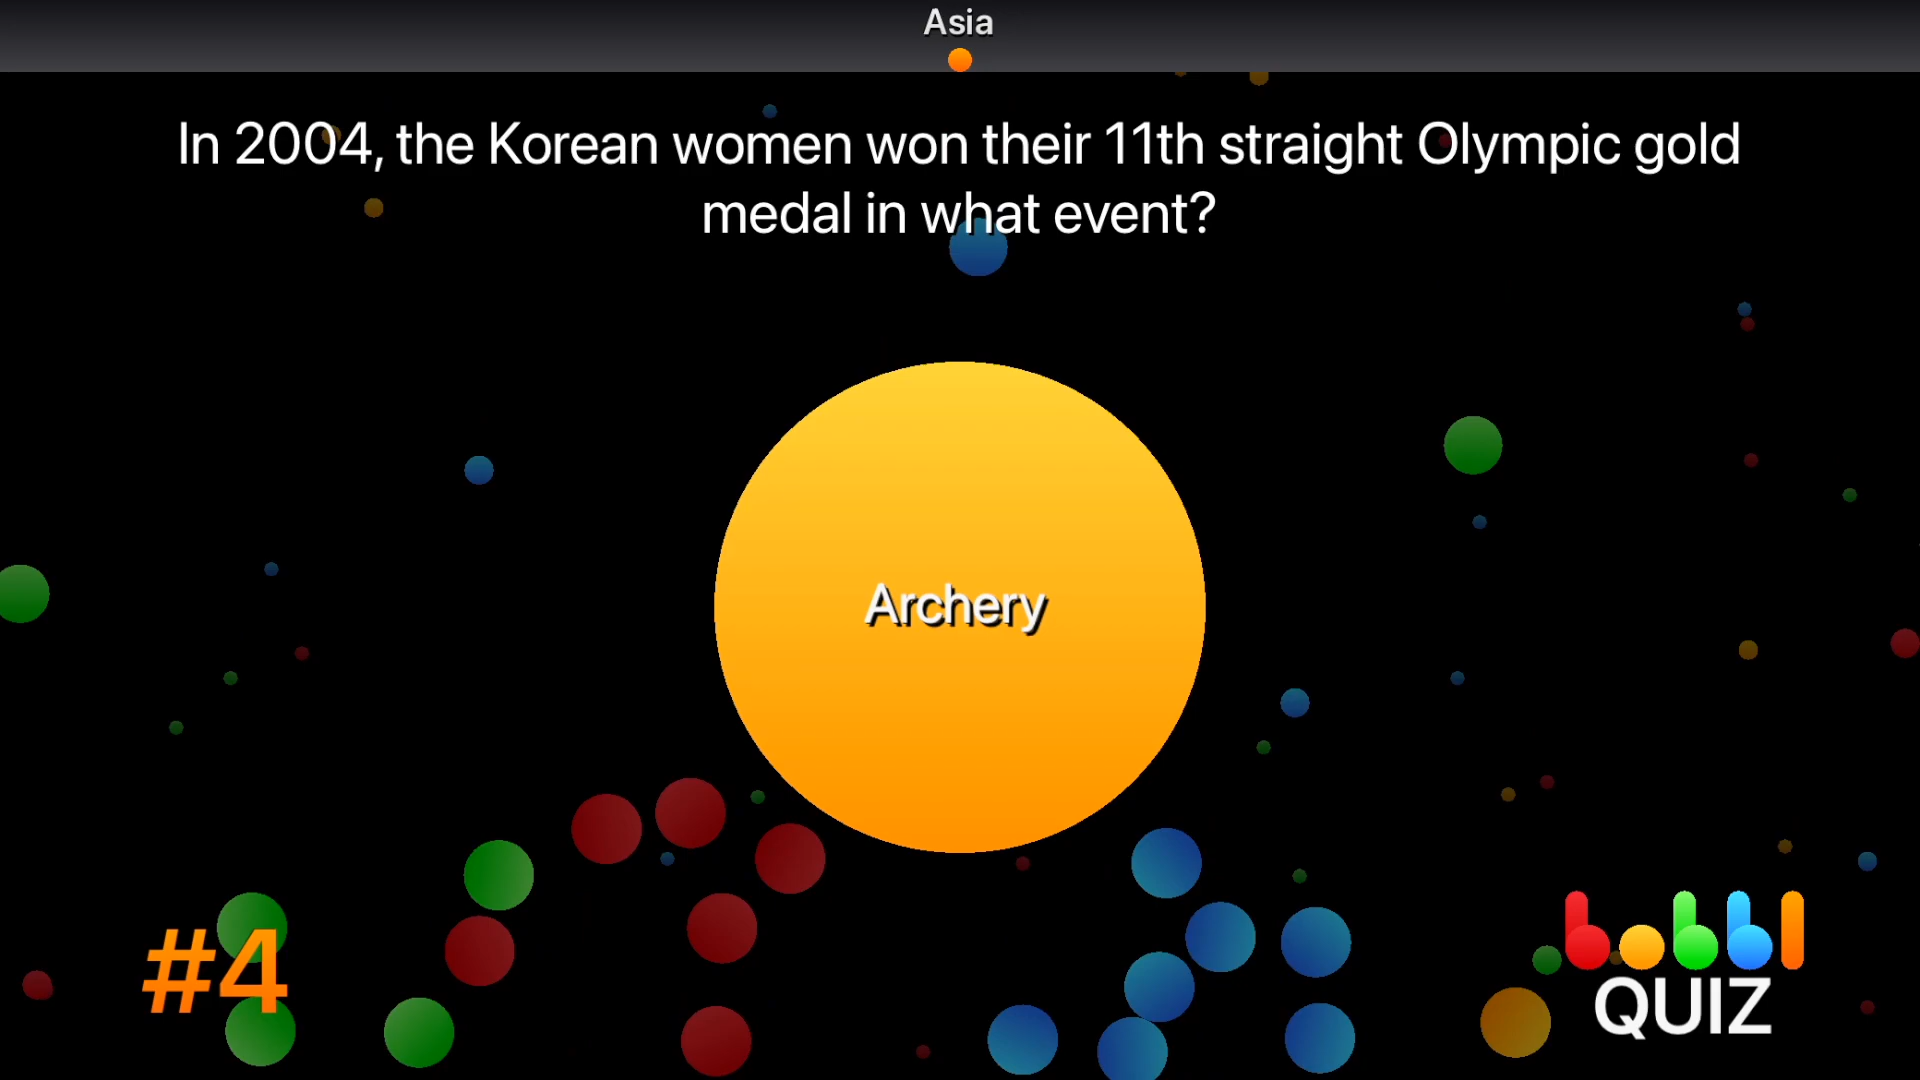 Asia
In 2004, the Korean women won their 11th straight Olympic gold
medal in what event?
Archery
#4
bobbl
QUIZ